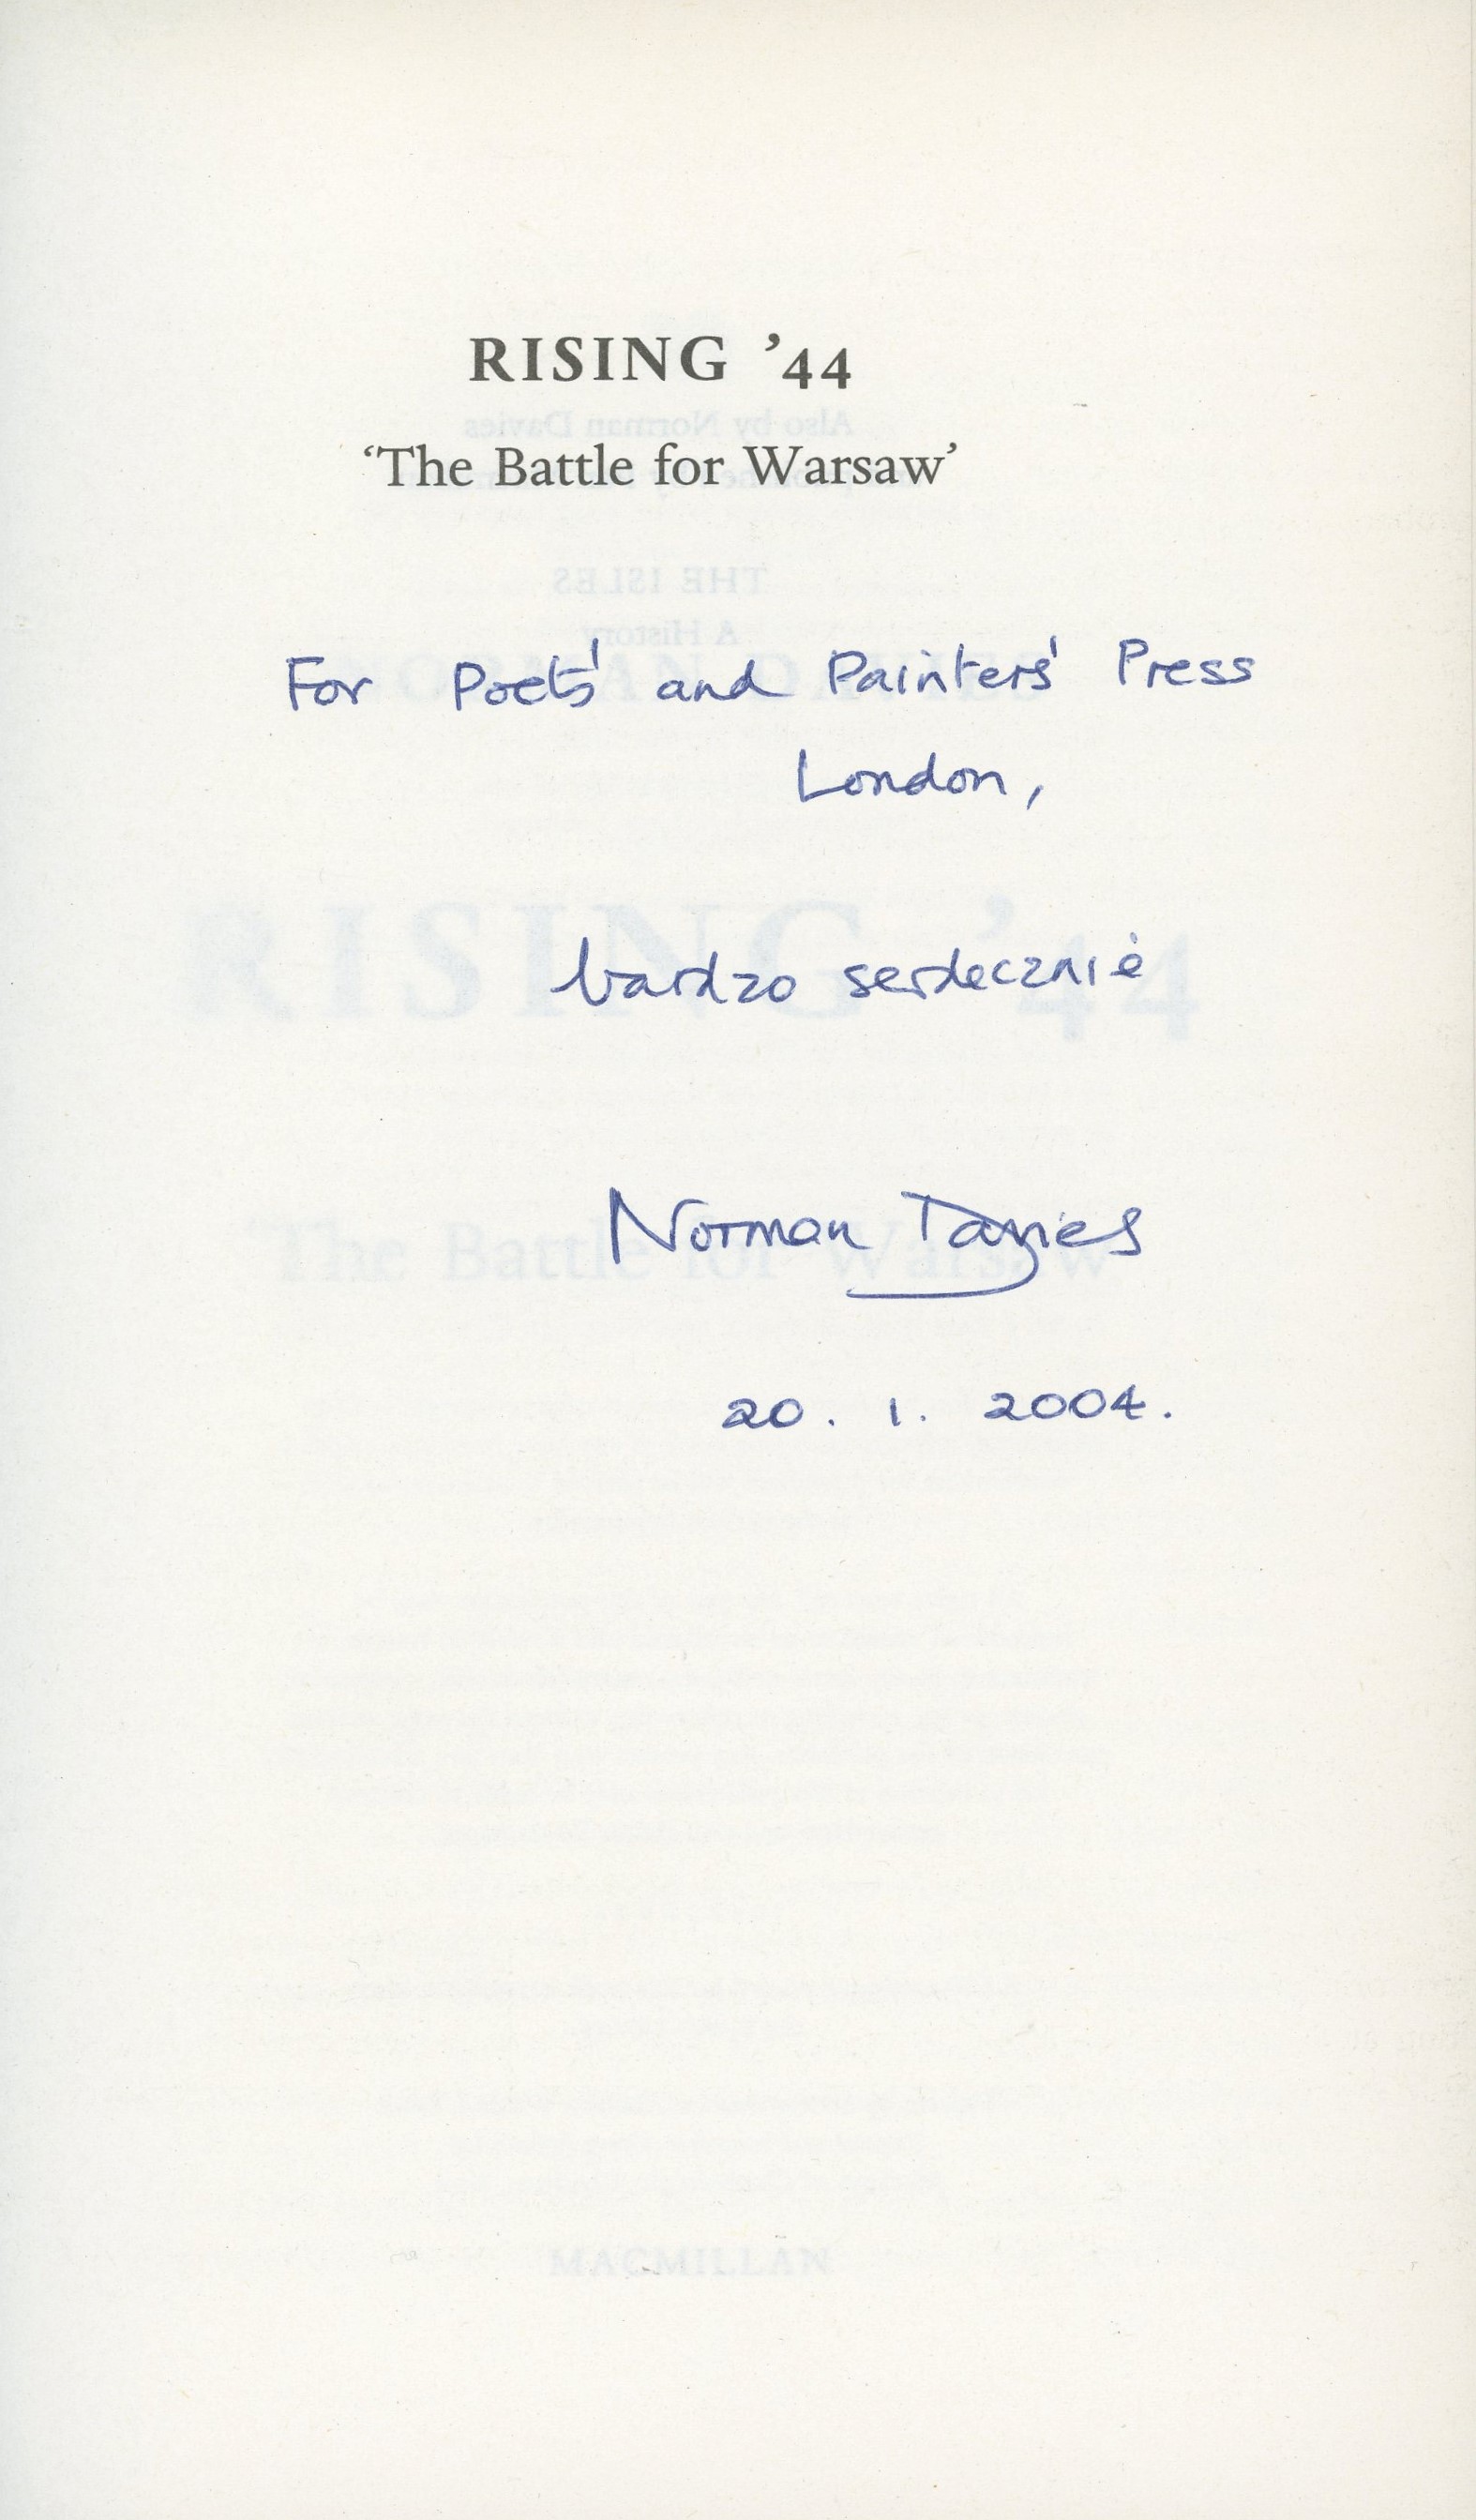 RISING ’44
‘The Battle for Warsaw’
For Poets' and Painters' Press
London,
bardzo serdecznie
Norman Davies
20. 1. 2004.